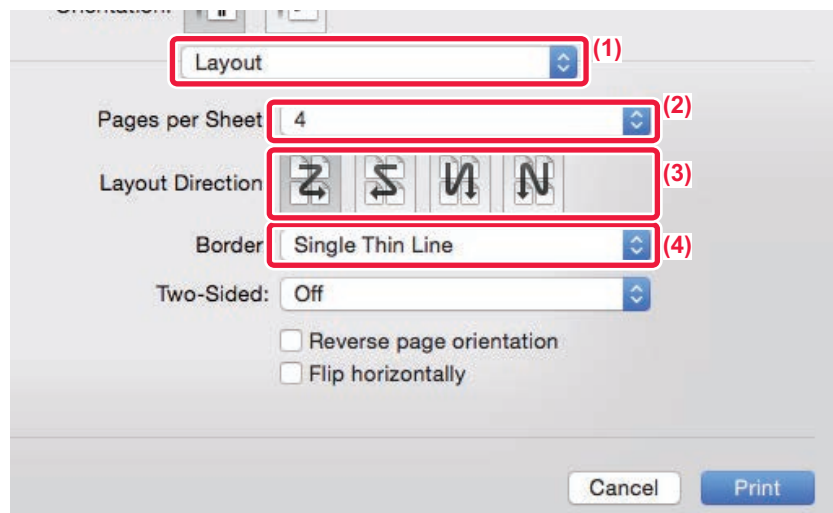 Orientation:
Layout (1)
Pages per Sheet 4 (2)
Layout Direction (3)
Border Single Thin Line (4)
Two-Sided: Off
Reverse page orientation
Flip horizontally
Cancel Print